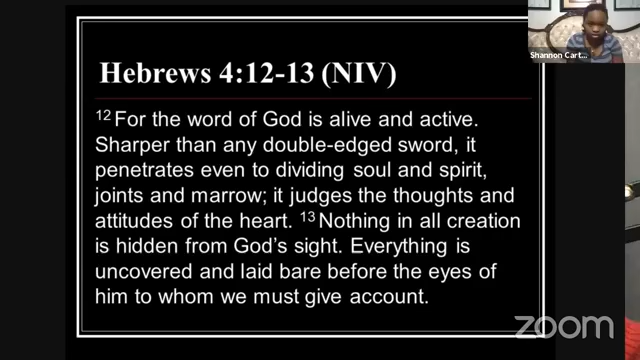 Hebrews 4:12-13 (NIV)
12 For the word of God is alive and active.
Sharper than any double-edged sword, it
penetrates even to dividing soul and spirit,
joints and marrow; it judges the thoughts and
attitudes of the heart. 13 Nothing in all creation
is hidden from God's sight. Everything is
uncovered and laid bare before the eyes of
him to whom we must give account.
Shannon Cart...
zoom